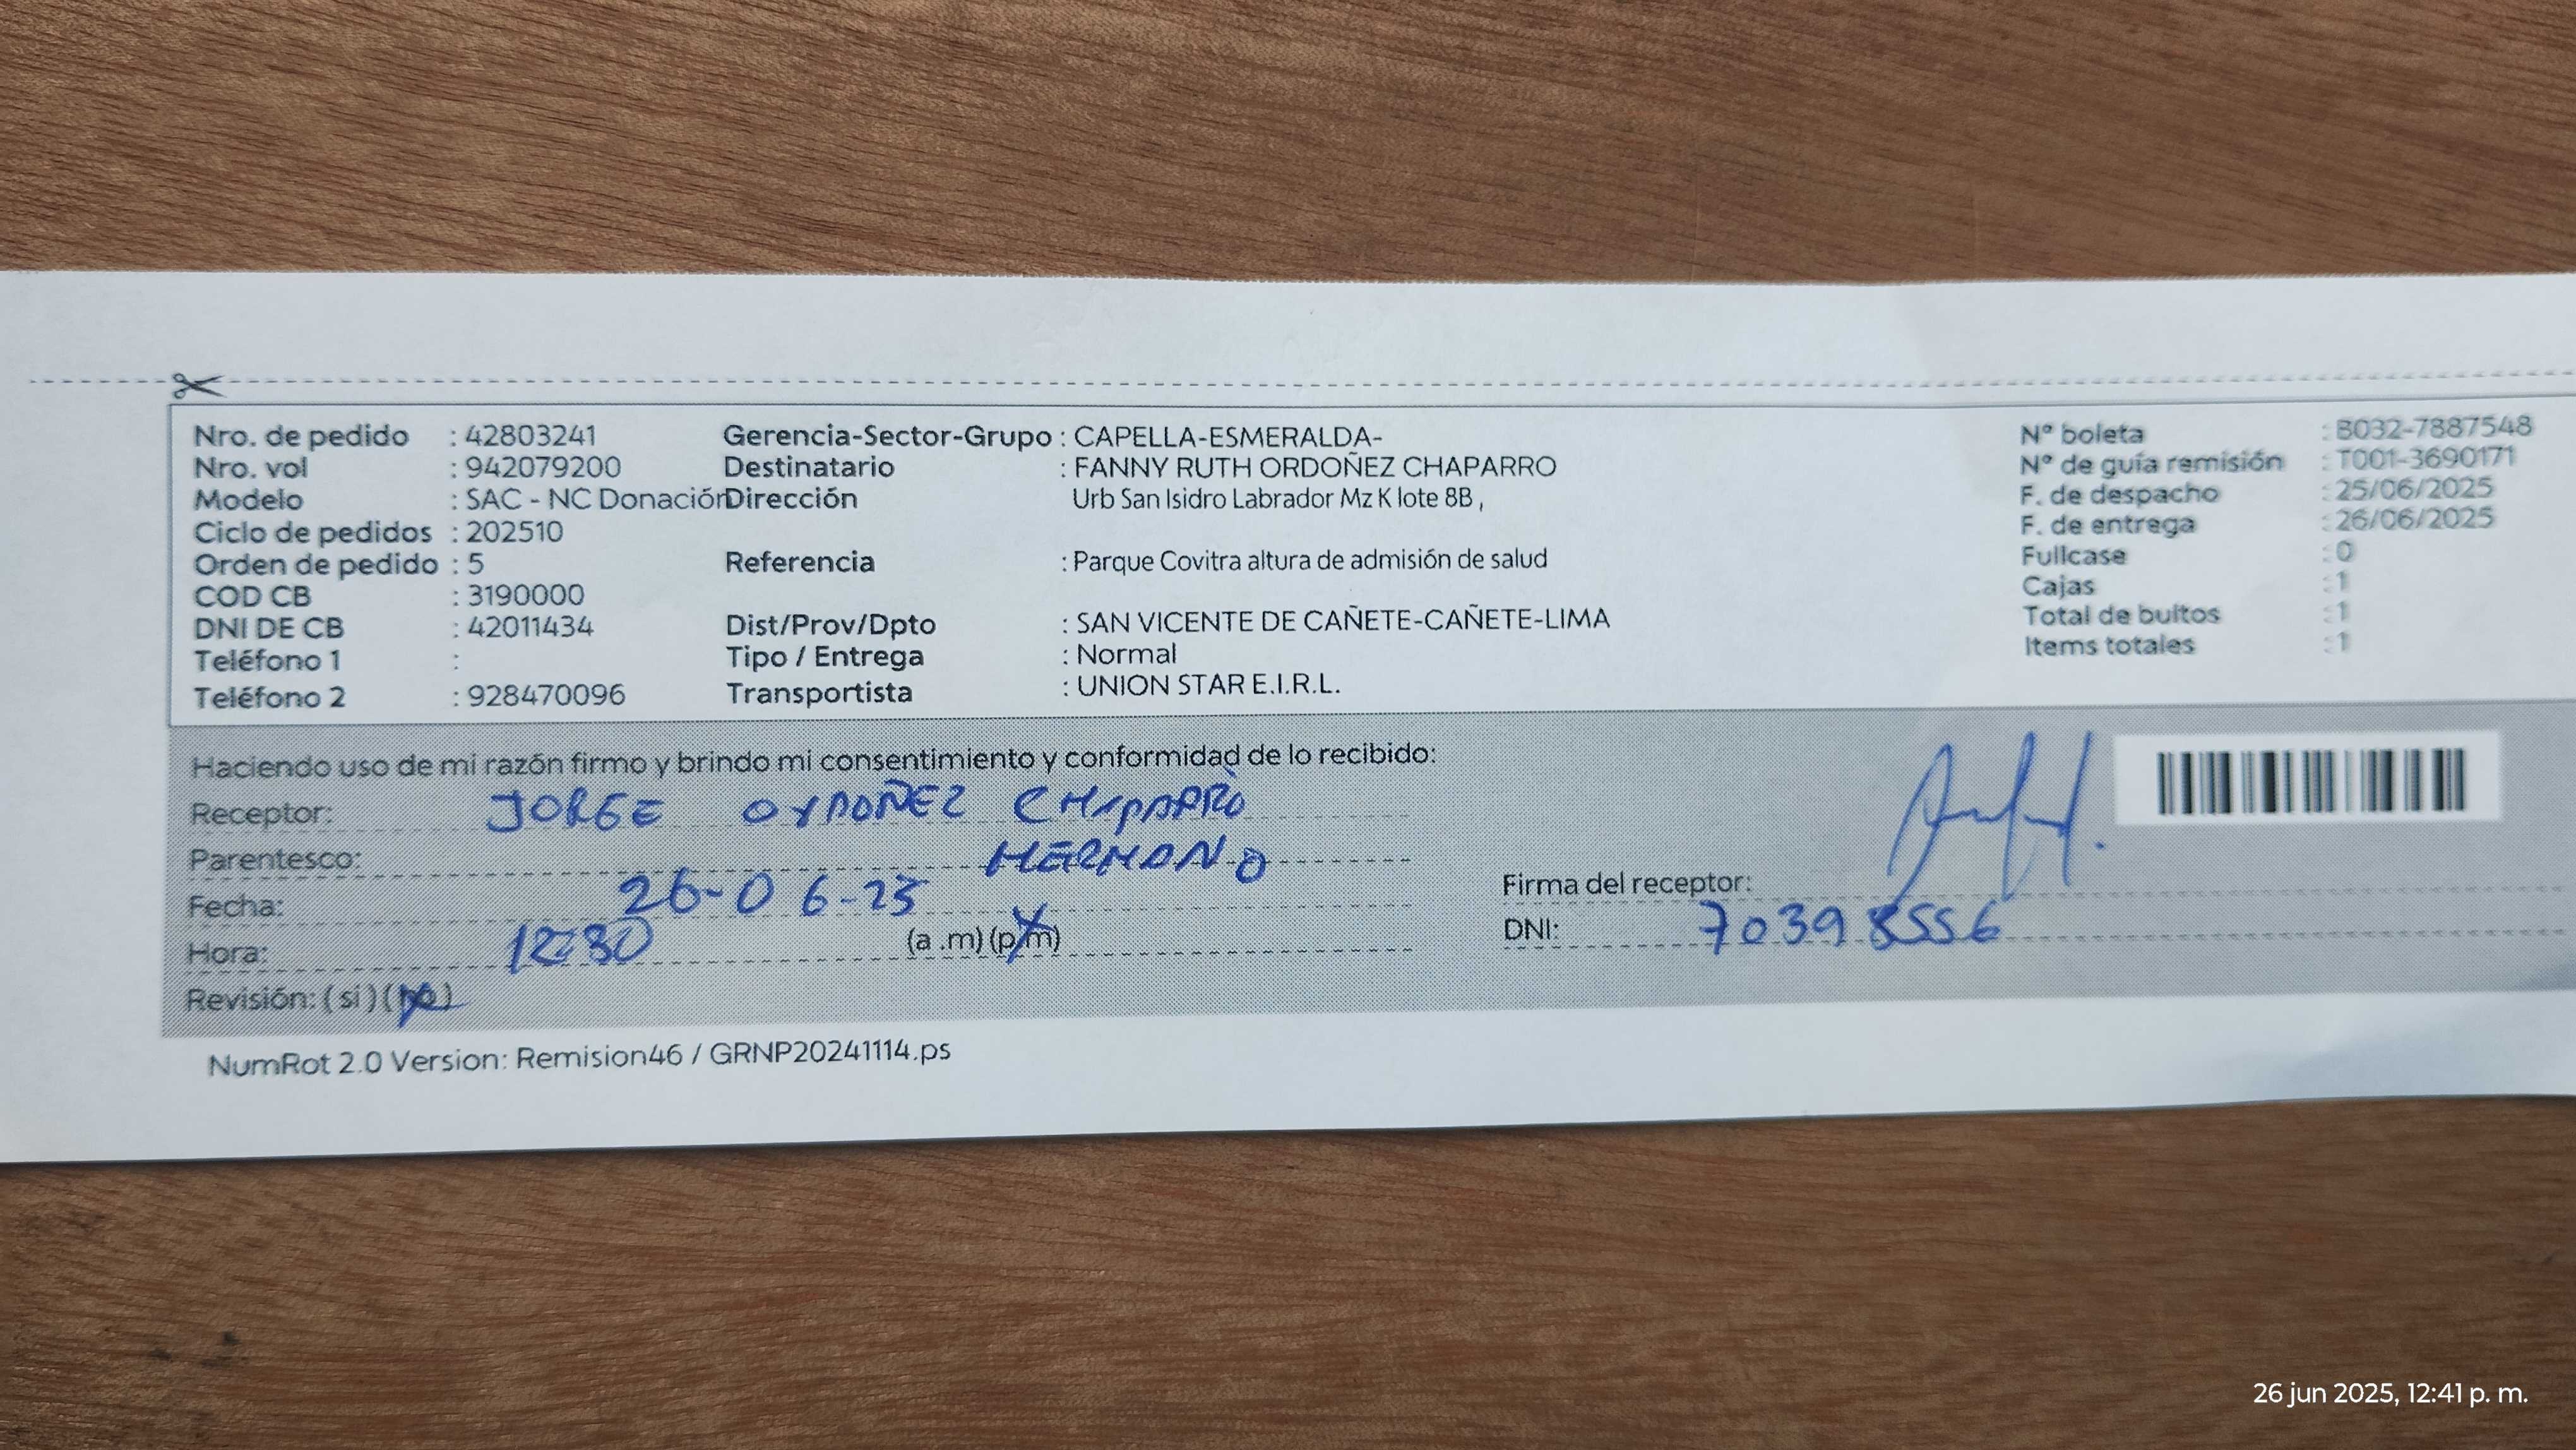 Nro. de pedido : 42803241 Gerencia-Sector-Grupo : CAPELLA-ESMERALDA- Nº boleta : B032-7887548
Nro. vol : 942079200 Destinatario : FANNY RUTH ORDOÑEZ CHAPARRO Nº de guía remisión : T001-3690171
Modelo : SAC - NC Donación Dirección Urb San Isidro Labrador Mz K lote 8B , F. de despacho : 25/06/2025
Ciclo de pedidos : 202510 F. de entrega : 26/06/2025
Orden de pedido : 5 Referencia : Parque Covitra altura de admisión de salud Fullcase : 0
COD CB : 3190000 Cajas : 1
DNI DE CB : 42011434 Dist/Prov/Dpto : SAN VICENTE DE CAÑETE-CAÑETE-LIMA Total de bultos : 1
Teléfono 1 : Tipo / Entrega : Normal Items totales : 1
Teléfono 2 : 928470096 Transportista : UNION STAR E.I.R.L.
Haciendo uso de mi razón firmo y brindo mi consentimiento y conformidad de lo recibido:
Receptor: JORGE ORDOÑEZ CHAPARRO
Parentesco: HERMANO
Fecha: 26-06-25 Firma del receptor:
Hora: 12:30 (a .m) (p.m) DNI: 70398556
Revisión: ( si ) ( no )
NumRot 2.0 Version: Remision46 / GRNP20241114.ps
26 jun 2025, 12:41 p. m.